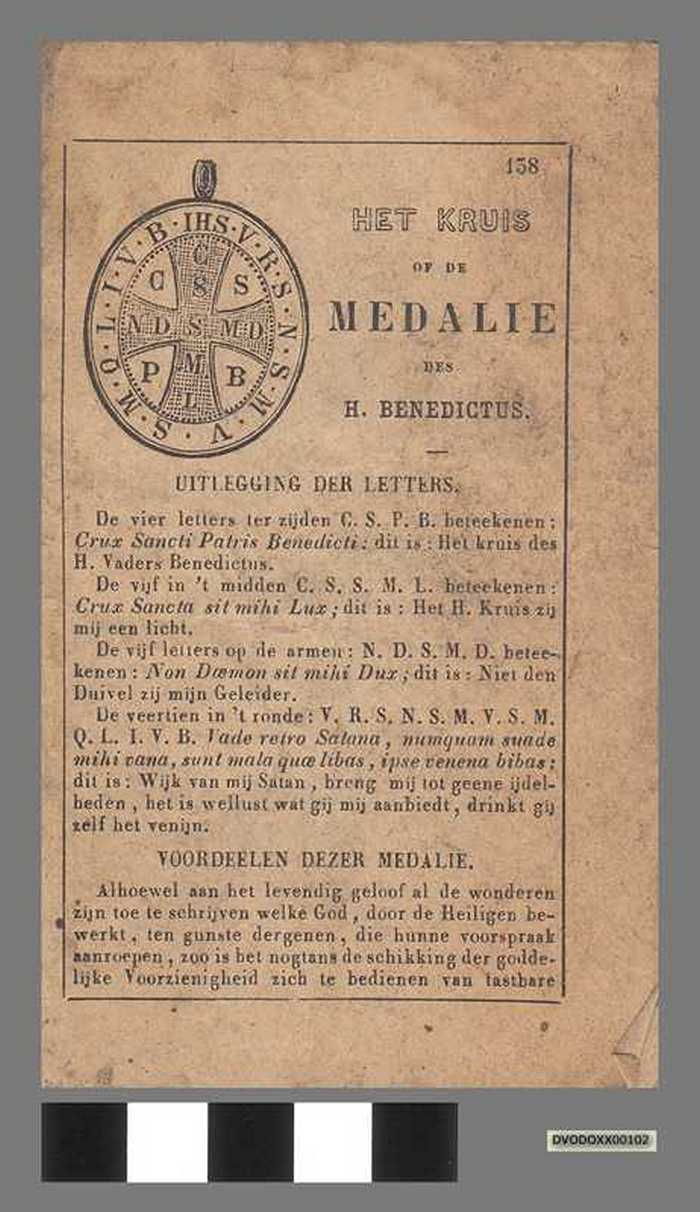 138
B · IHS · V · R · S · N · S · M · V · S · M · Q · L · I · V
C
S
C
S
N D S M D
M
P
B
L
HET KRUIS
OF DE
MEDALIE
DES
H. BENEDICTUS.
UITLEGGING DER LETTERS.
De vier letters ter zijden C. S. P. B. beteekenen :
Crux Sancti Patris Benedicti: dit is : Het kruis des
H. Vaders Benedictus.
De vijf in 't midden C. S. S. M. L. beteekenen :
Crux Sancta sit mihi Lux ; dit is : Het H. Kruis zij
mij een licht.
De vijf letters op de armen : N. D. S. M. D. betee-
kenen : Non Dæmon sit mihi Dux ; dit is : Niet den
Duivel zij mijn Geleider.
De veertien in 't ronde : V. R. S. N. S. M. V. S. M.
Q. L. I. V. B. Vade retro Satana, numquam suade
mihi vana, sunt mala quæ libas, ipse venena bibas;
dit is : Wijk van mij Satan, breng mij tot geene ijdel-
heden, het is wellust wat gij mij aanbiedt, drinkt gij
zelf het venijn.
VOORDEELEN DEZER MEDALIE.
Alhoewel aan het levendig geloof al de wonderen
zijn toe te schrijven welke God, door de Heiligen be-
werkt, ten gunste dergenen, die hunne voorspraak
aanroepen, zoo is het nogtans de schikking der godde-
lijke Voorzienigheid zich te bedienen van tastbare
DVODOXX00102